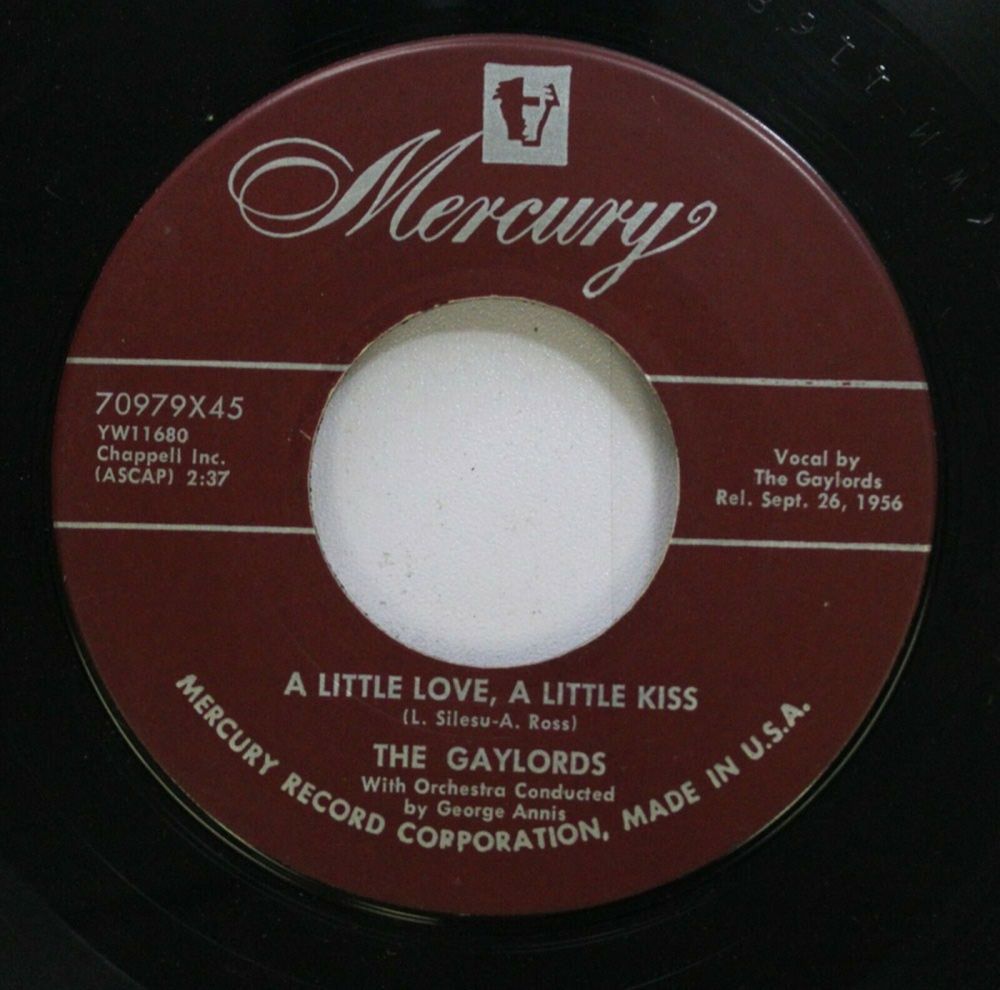 Mercury
70979X45
YW11680
Chappell Inc.
(ASCAP) 2:37
Vocal by
The Gaylords
Rel. Sept. 26, 1956
A LITTLE LOVE, A LITTLE KISS
(L. Silesu-A. Ross)
THE GAYLORDS
With Orchestra Conducted
by George Annis
MERCURY RECORD CORPORATION, MADE IN U.S.A.